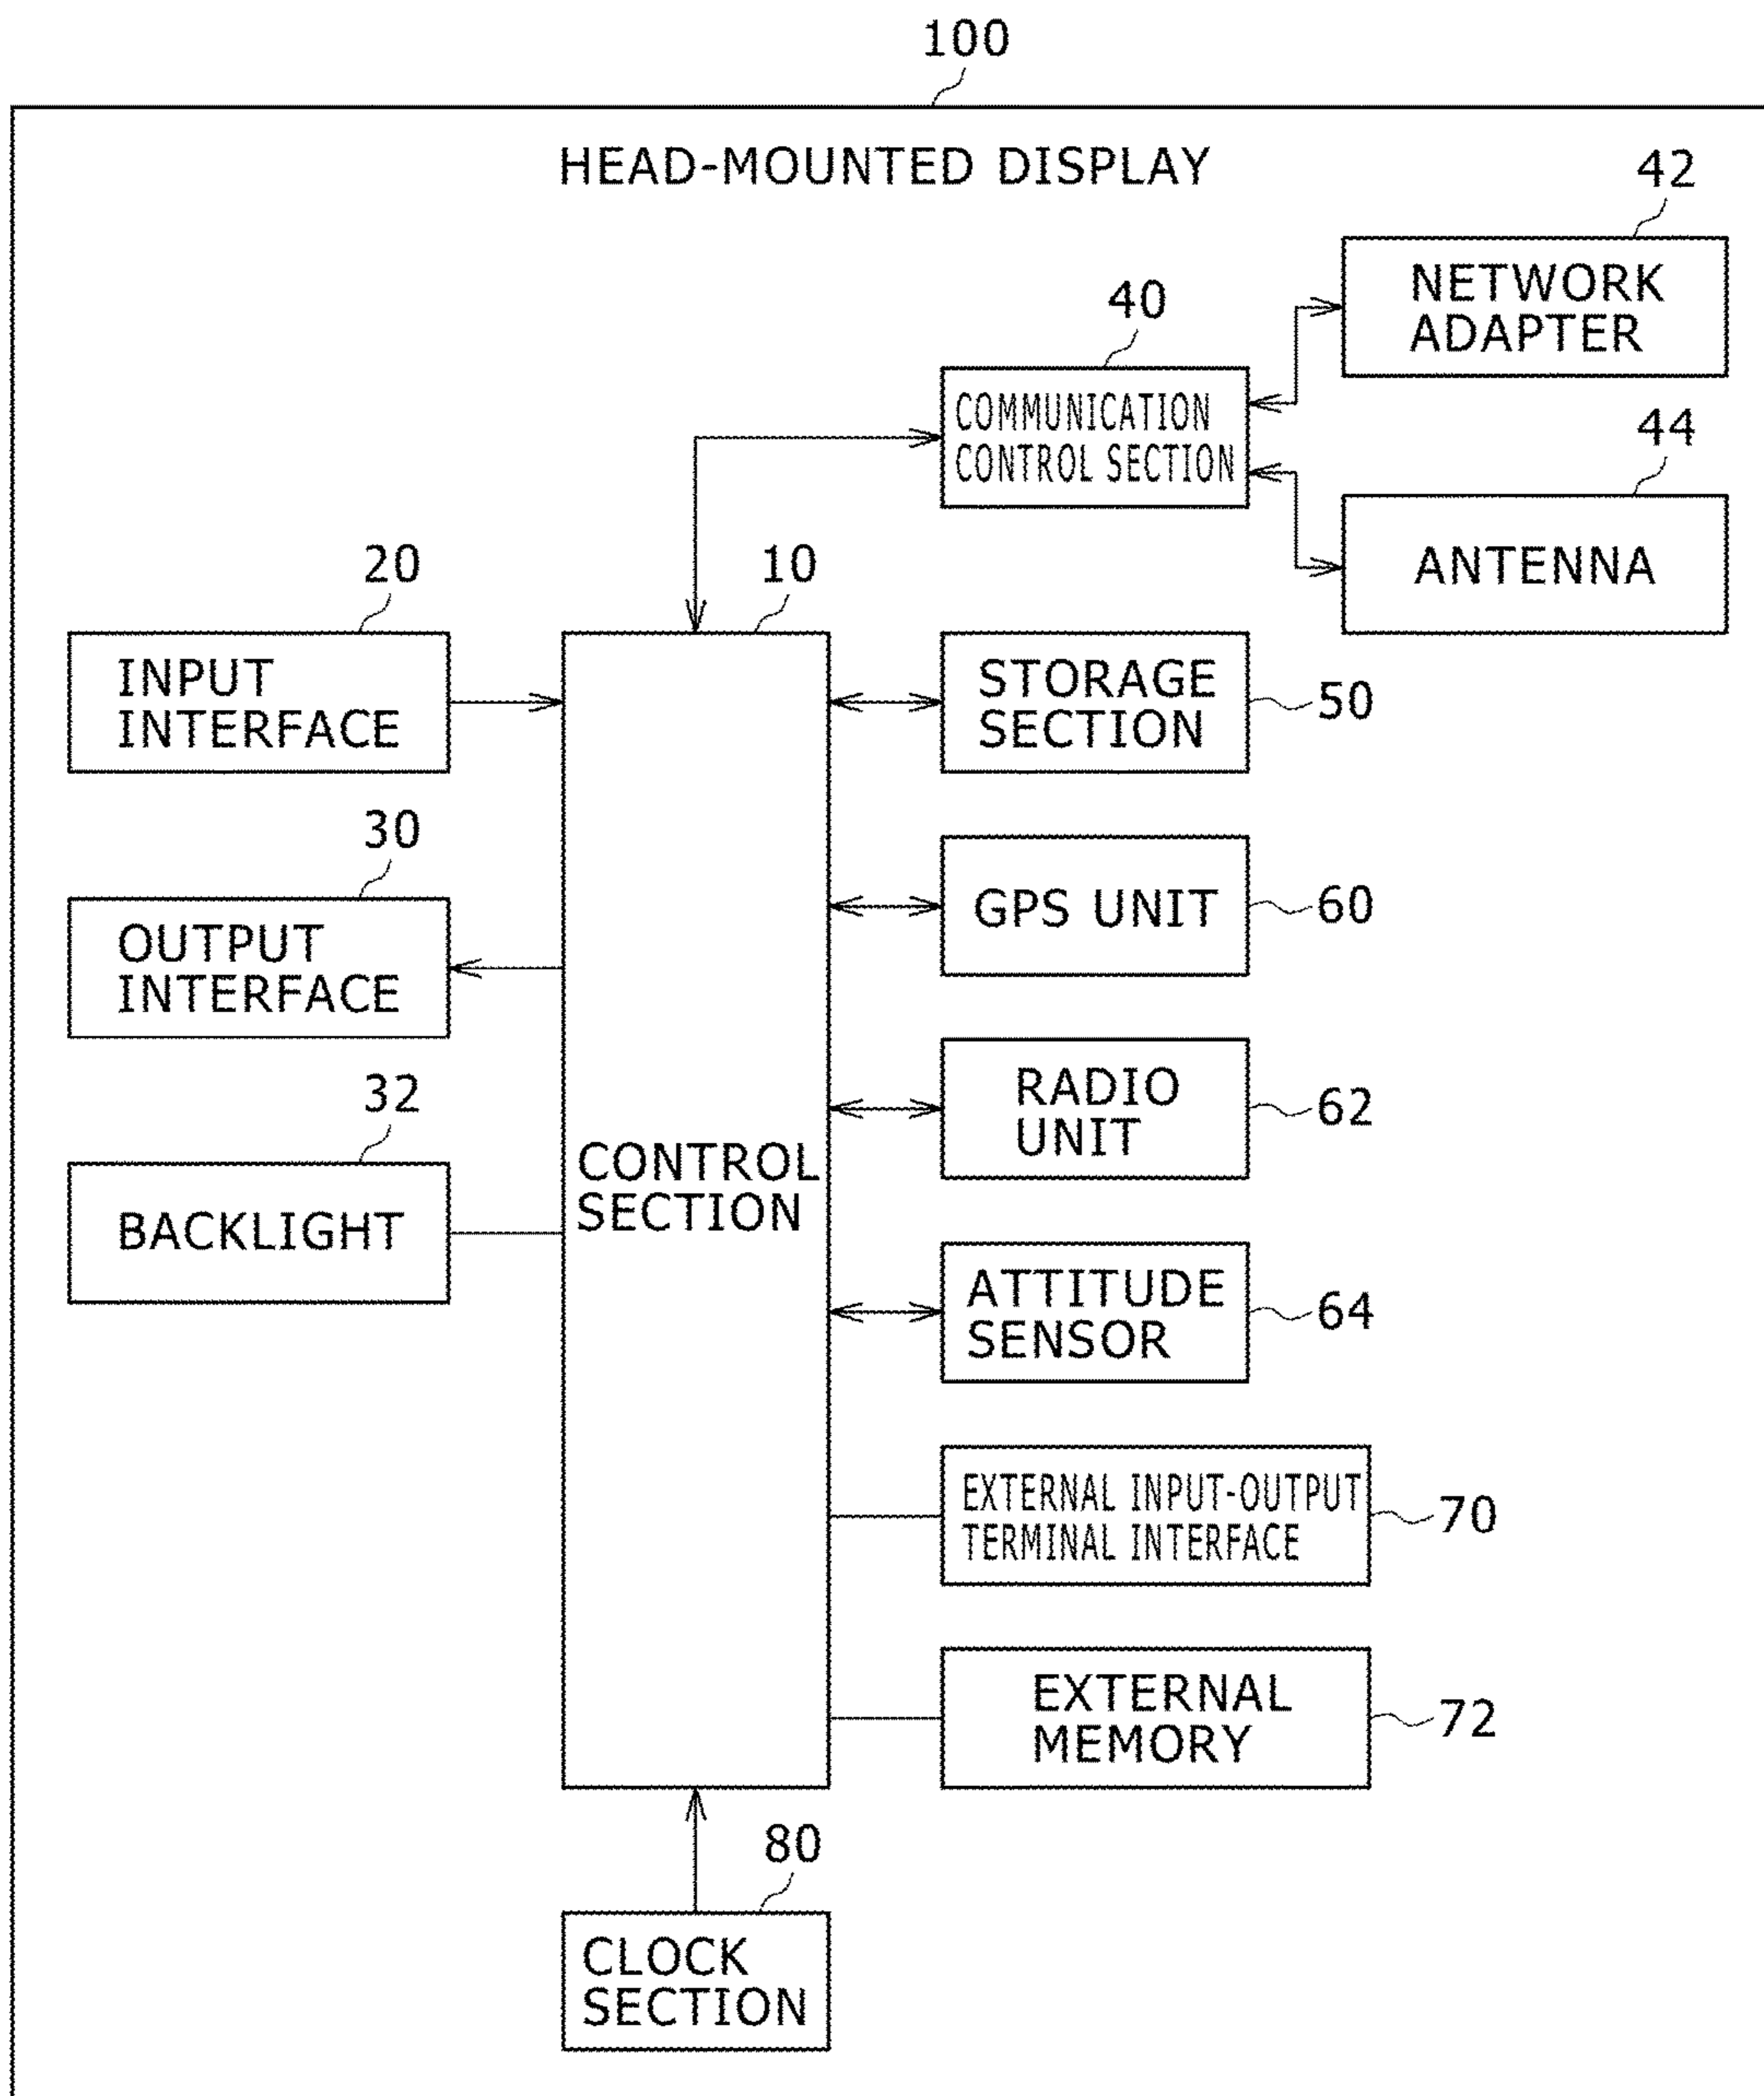 100
HEAD-MOUNTED DISPLAY
42
NETWORK
ADAPTER
40
COMMUNICATION
CONTROL SECTION
44
ANTENNA
20
INPUT
INTERFACE
10
CONTROL
SECTION
STORAGE
SECTION
50
30
OUTPUT
INTERFACE
GPS UNIT
60
32
BACKLIGHT
RADIO
UNIT
62
ATTITUDE
SENSOR
64
EXTERNAL INPUT-OUTPUT
TERMINAL INTERFACE
70
EXTERNAL
MEMORY
72
80
CLOCK
SECTION